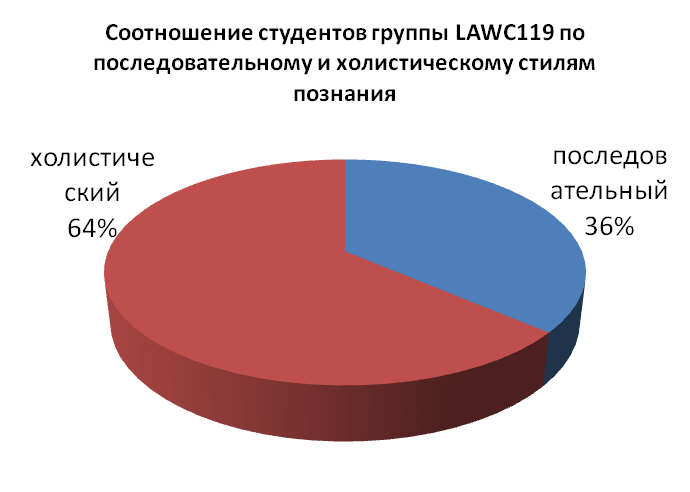 Соотношение студентов группы LAWC119 по
последовательному и холистическому стилям
познания
холистиче
ский
64%
последов
ательный
36%